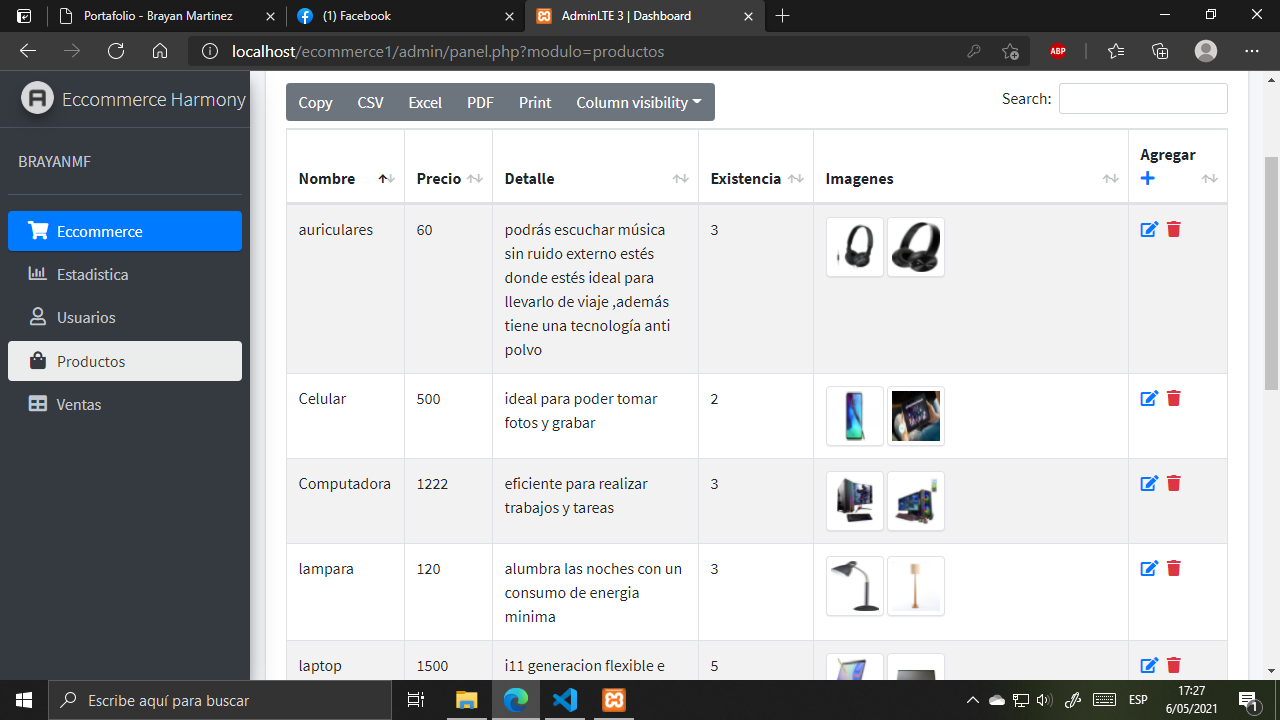 Portafolio - Brayan Martinez
(1) Facebook
AdminLTE 3 | Dashboard
localhost/ecommerce1/admin/panel.php?modulo=productos
ABP
A Eccommerce Harmony
BRAYANMF
Eccommerce
Estadistica
Usuarios
Productos
Ventas
Copy CSV Excel PDF Print Column visibility
Search:
Nombre Precio Detalle Existencia Imagenes Agregar
auriculares 60 podrás escuchar música
sin ruido externo estés
donde estés ideal para
llevarlo de viaje ,además
tiene una tecnología anti
polvo
3
Celular 500 ideal para poder tomar
fotos y grabar
2
Computadora 1222 eficiente para realizar
trabajos y tareas
3
lampara 120 alumbra las noches con un
consumo de energia
minima
3
laptop 1500 i11 generacion flexible e 5
Escribe aquí para buscar
ESP
17:27
6/05/2021
1